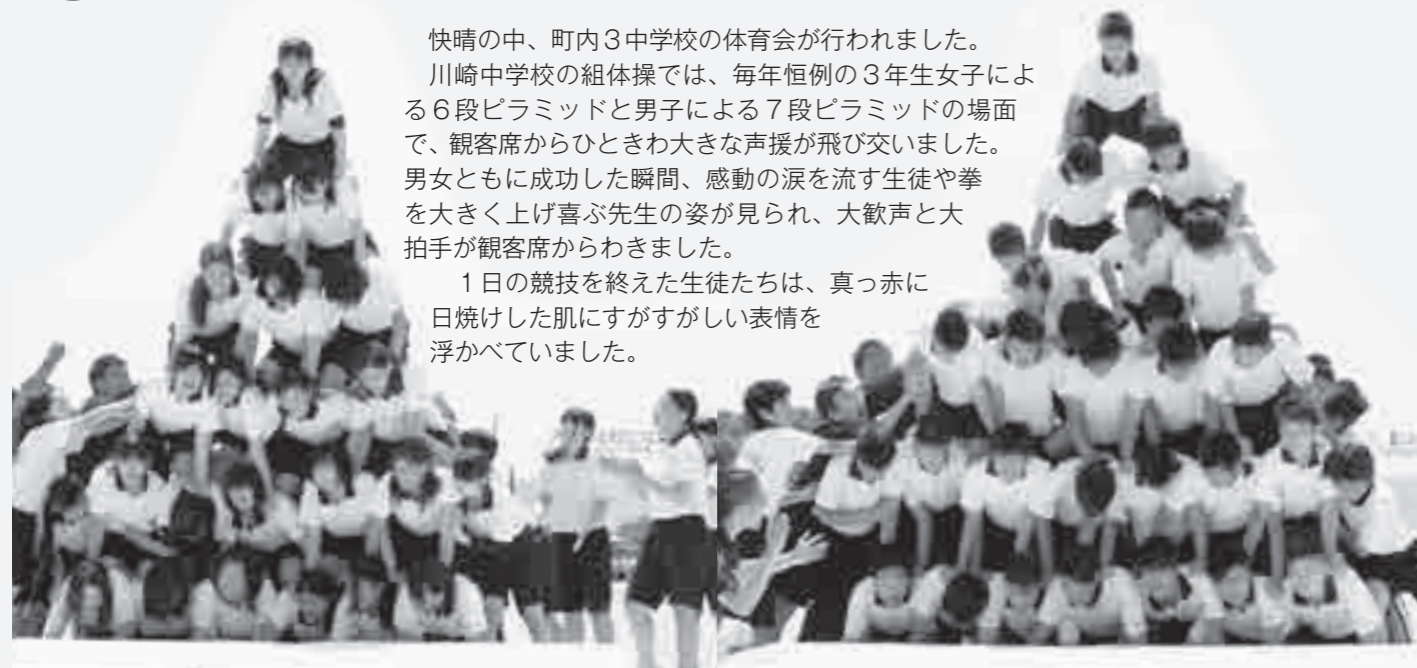 快晴の中、町内３中学校の体育会が行われました。
川崎中学校の組体操では、毎年恒例の３年生女子によ
る６段ピラミッドと男子による７段ピラミッドの場面
で、観客席からひときわ大きな声援が飛び交いました。
男女ともに成功した瞬間、感動の涙を流す生徒や拳
を大きく上げ喜ぶ先生の姿が見られ、大歓声と大
拍手が観客席からわきました。
１日の競技を終えた生徒たちは、真っ赤に
日焼けした肌にすがすがしい表情を
浮かべていました。